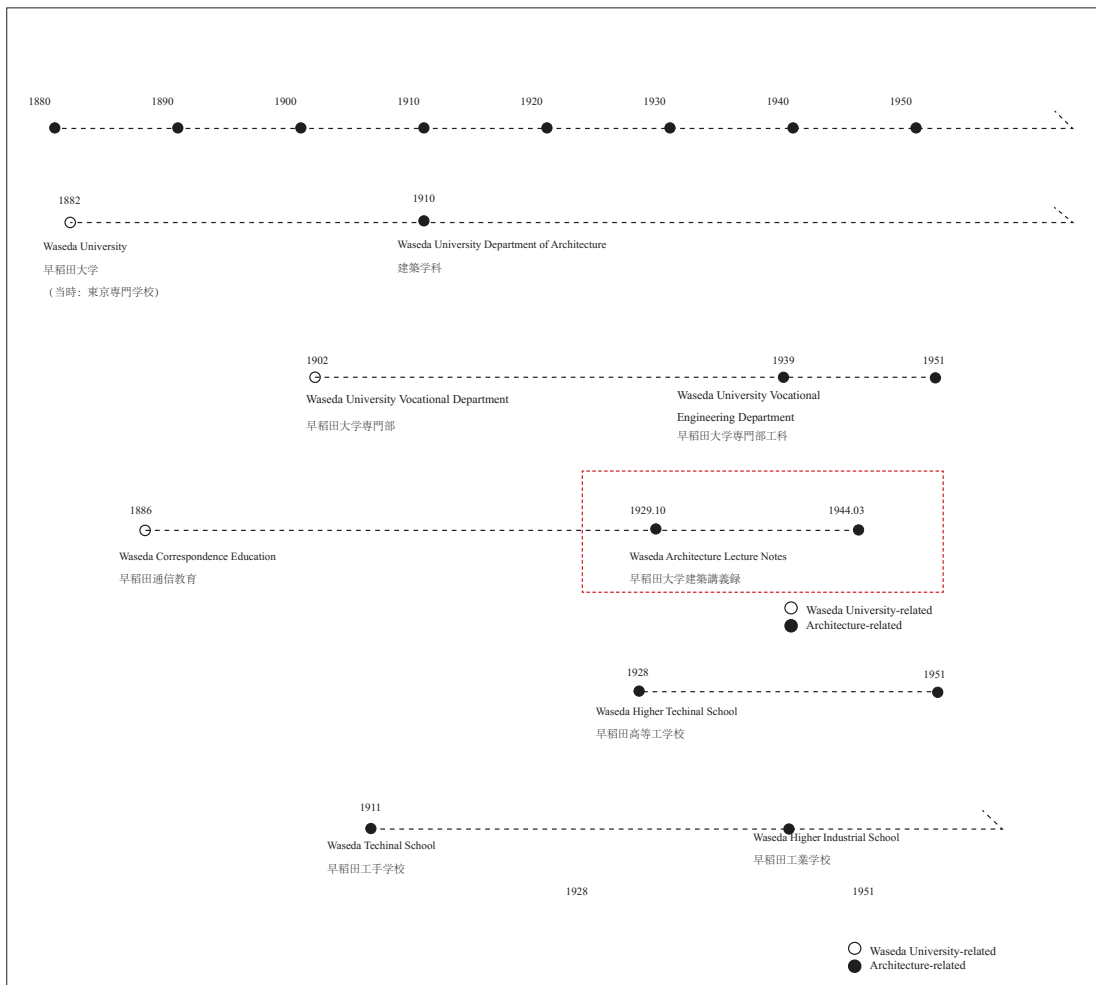 1880 1890 1900 1910 1920 1930 1940 1950
1882 1910
Waseda University Waseda University Department of Architecture
早稲田大学 建築学科
(当時：東京専門学校)
1902 1939 1951
Waseda University Vocational Department Waseda University Vocational
Engineering Department
早稲田大学専門部 早稲田大学専門部工科
1886 1929.10 1944.03
Waseda Correspondence Education Waseda Architecture Lecture Notes
早稲田通信教育 早稲田大学建築講義録
Waseda University-related
Architecture-related
1928 1951
Waseda Higher Techinal School
早稲田高等工学校
1911
Waseda Techinal School Waseda Higher Industrial School
早稲田工手学校 早稲田工業学校
1928 1951
Waseda University-related
Architecture-related